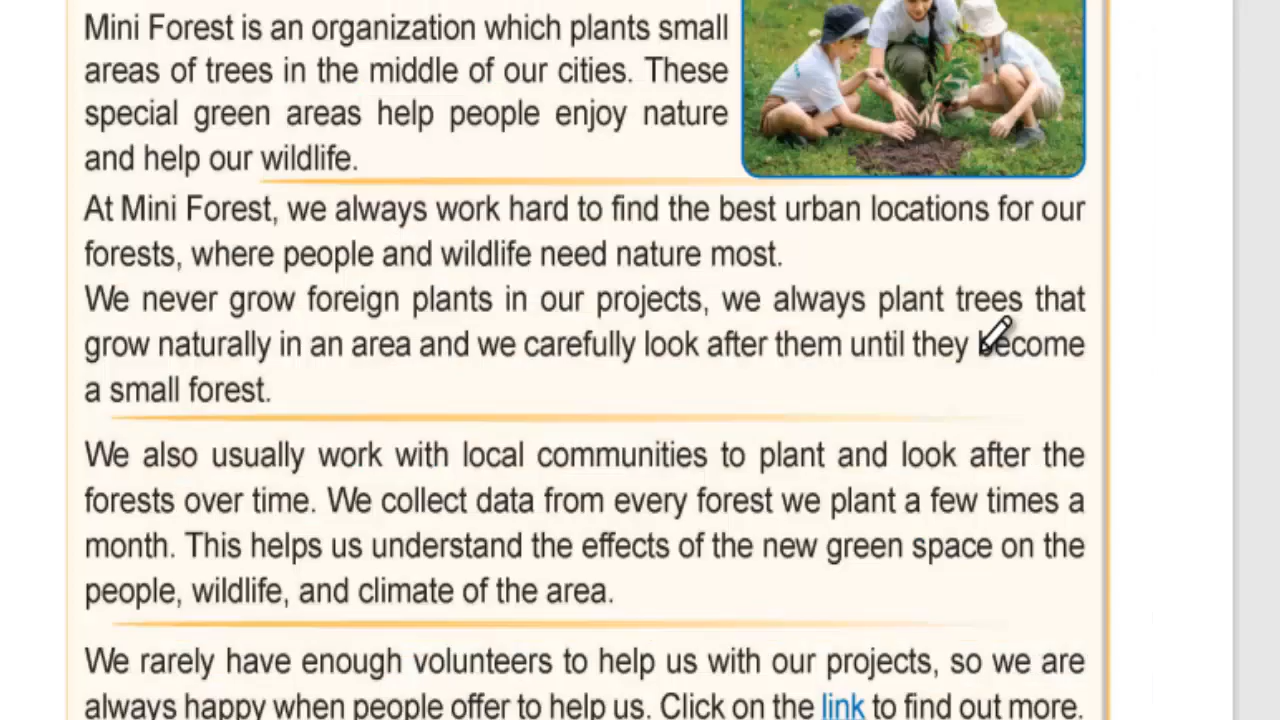 Mini Forest is an organization which plants small
areas of trees in the middle of our cities. These
special green areas help people enjoy nature
and help our wildlife.
At Mini Forest, we always work hard to find the best urban locations for our
forests, where people and wildlife need nature most.
We never grow foreign plants in our projects, we always plant trees that
grow naturally in an area and we carefully look after them until they become
a small forest.
We also usually work with local communities to plant and look after the
forests over time. We collect data from every forest we plant a few times a
month. This helps us understand the effects of the new green space on the
people, wildlife, and climate of the area.
We rarely have enough volunteers to help us with our projects, so we are
always happy when people offer to help us. Click on the link to find out more.